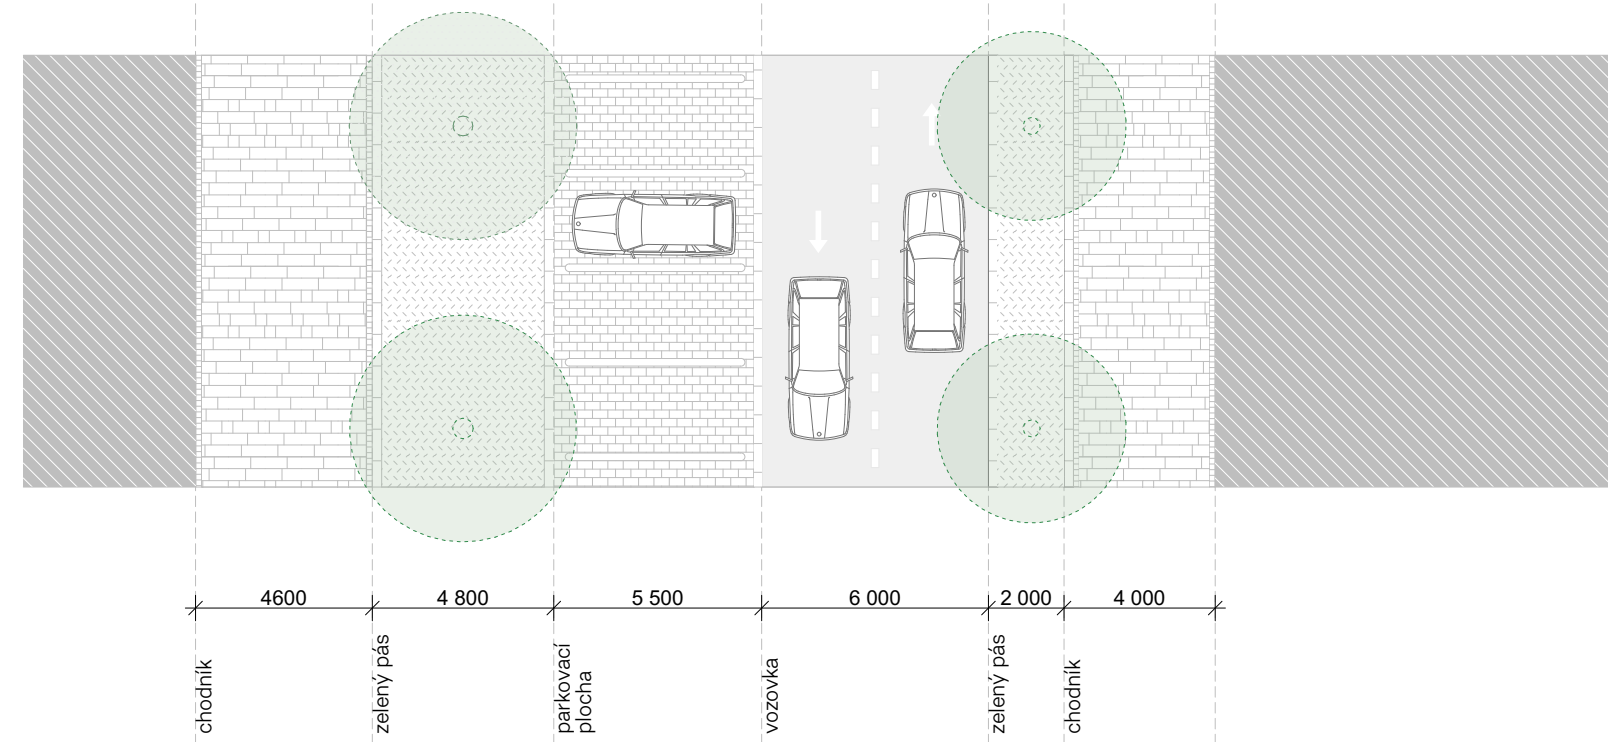 4600
4 800
5 500
6 000
2 000
4 000
chodník
zelený pás
parkovací
plocha
vozovka
zelený pás
chodník